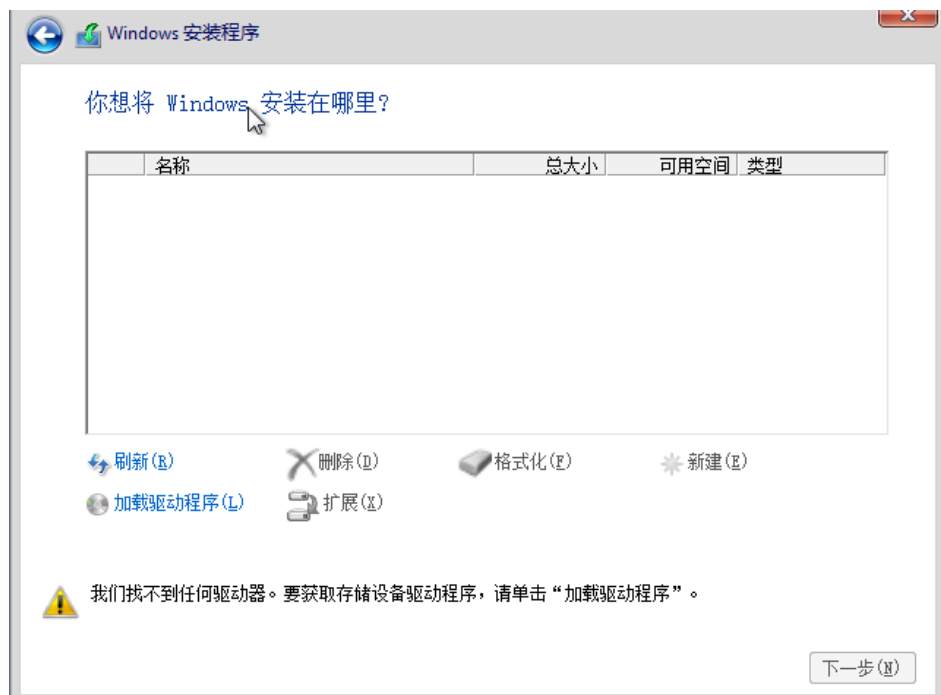 Windows 安装程序
你想将 Windows 安装在哪里?
名称 总大小 可用空间 类型
刷新(R) 删除(D) 格式化(F) 新建(E)
加载驱动程序(L) 扩展(X)
我们找不到任何驱动器。要获取存储设备驱动程序，请单击“加载驱动程序”。
下一步(N)